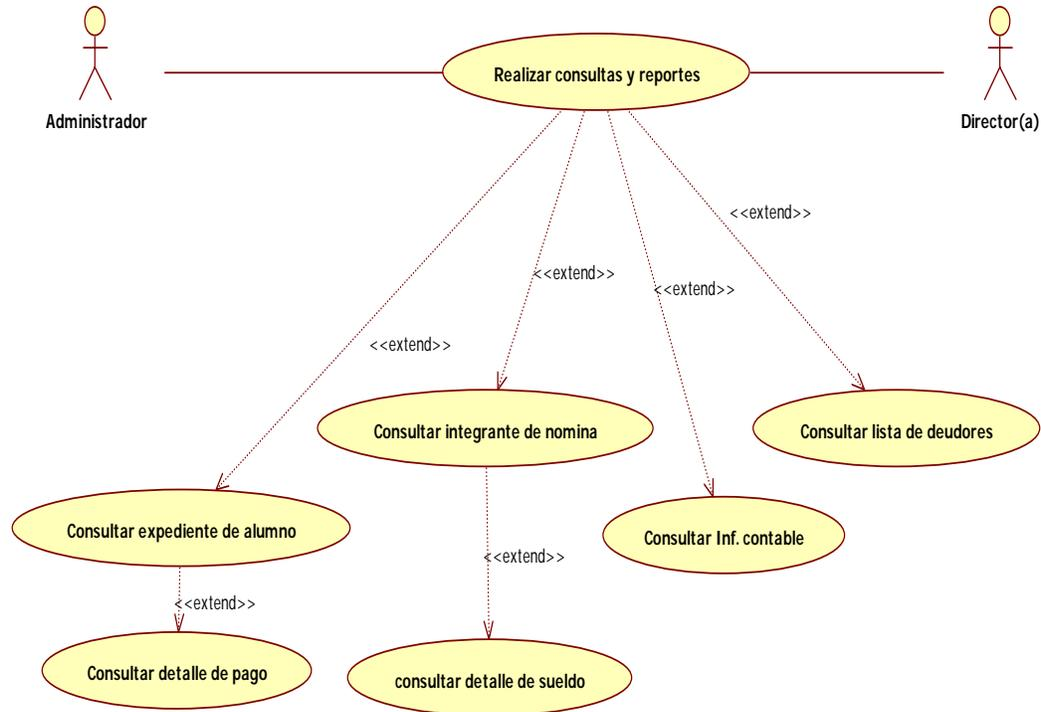 Realizar consultas y reportes
Administrador
Director(a)
<<extend>>
<<extend>>
<<extend>>
<<extend>>
Consultar integrante de nomina
Consultar lista de deudores
Consultar expediente de alumno
Consultar Inf. contable
<<extend>>
<<extend>>
Consultar detalle de pago
consultar detalle de sueldo